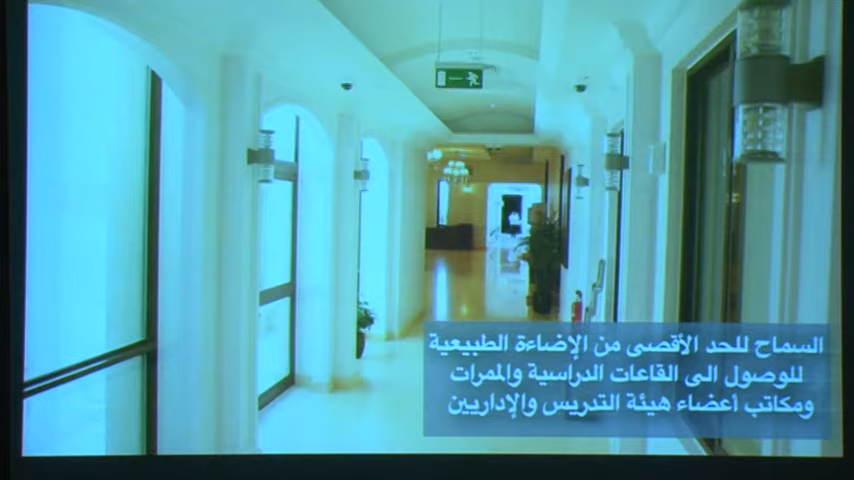 السماح للحد الأقصى من الإضاءة الطبيعية
للوصول الى القاعات الدراسية والممرات
ومكاتب أعضاء هيئة التدريس والإداريين